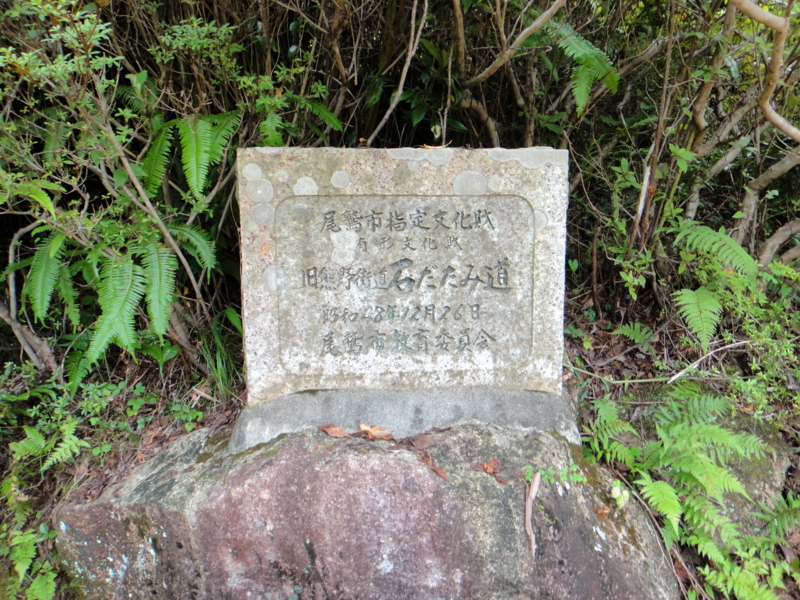 尾鷲市指定文化財
有形文化財
旧熊野街道石だたみ道
昭和28年12月26日
尾鷲市教育委員会